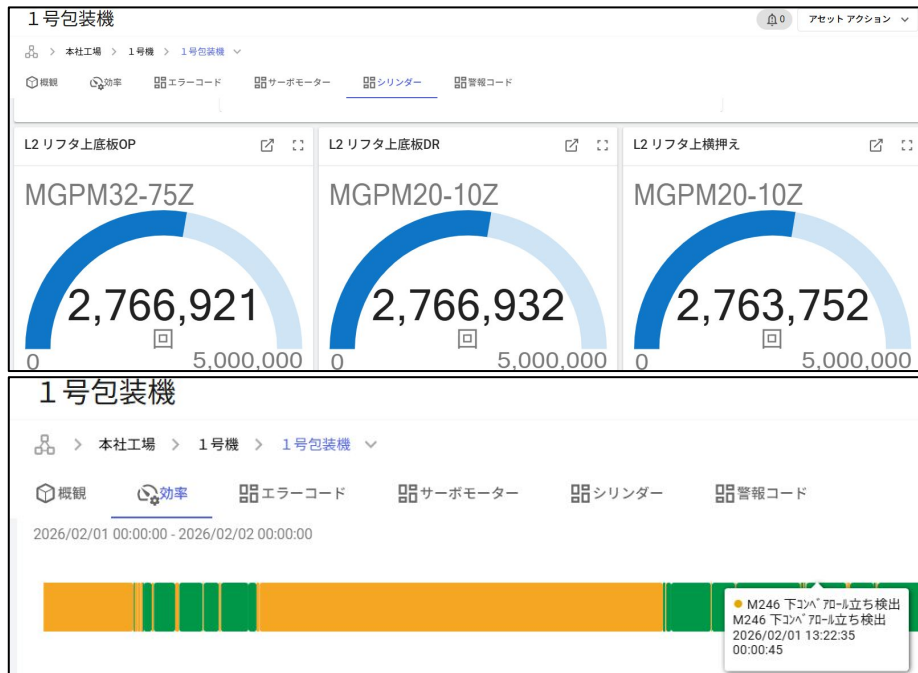 １号包装機
0 アセット アクション
本社工場 > １号機 > １号包装機
概観 効率 エラーコード サーボモーター シリンダー 警報コード
L2 リフタ上底板OP L2 リフタ上底板DR L2 リフタ上横押え
MGPM32-75Z MGPM20-10Z MGPM20-10Z
2,766,921 2,766,932 2,763,752
回 回 回
0 5,000,000 0 5,000,000 0 5,000,000
１号包装機
本社工場 > １号機 > １号包装機
概観 効率 エラーコード サーボモーター シリンダー 警報コード
2026/02/01 00:00:00 - 2026/02/02 00:00:00
M246 下ｺﾝﾍﾞｱﾛｰﾙ立ち検出
M246 下ｺﾝﾍﾞｱﾛｰﾙ立ち検出
2026/02/01 13:22:35
00:00:45